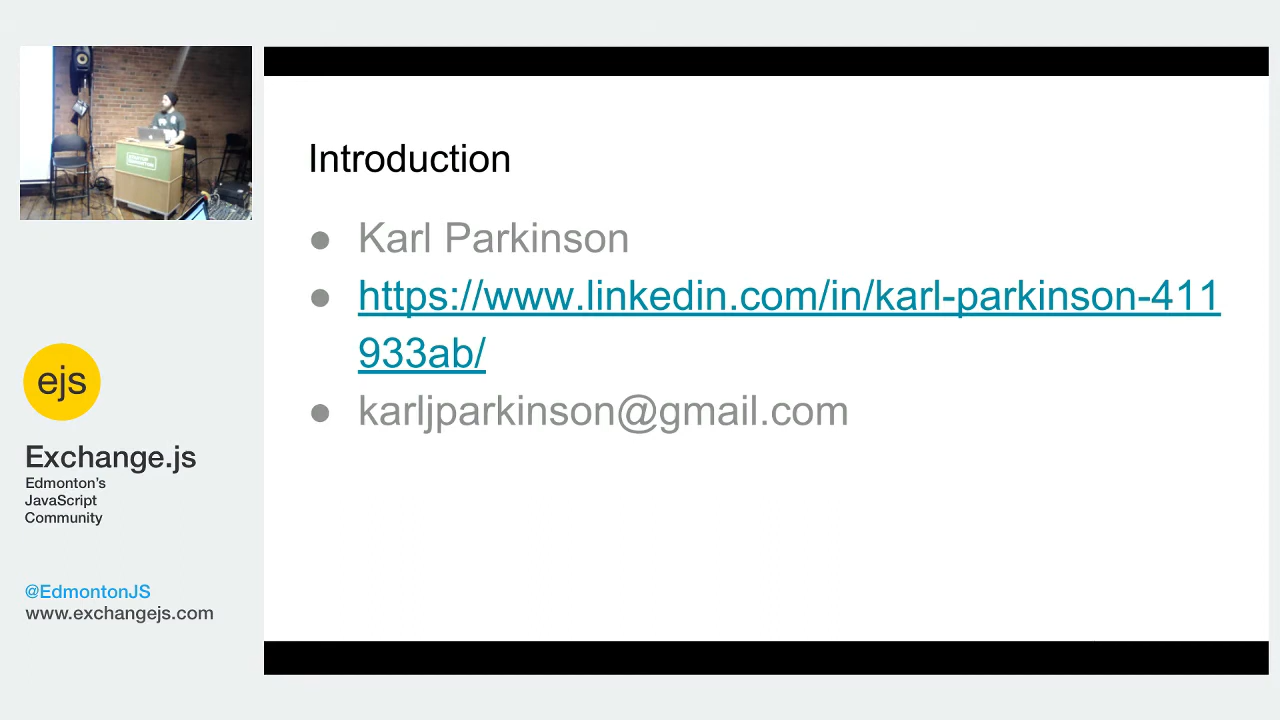 Introduction
● Karl Parkinson
● https://www.linkedin.com/in/karl-parkinson-411
933ab/
● karljparkinson@gmail.com
ejs
Exchange.js
Edmonton's
JavaScript
Community
@EdmontonJS
www.exchangejs.com